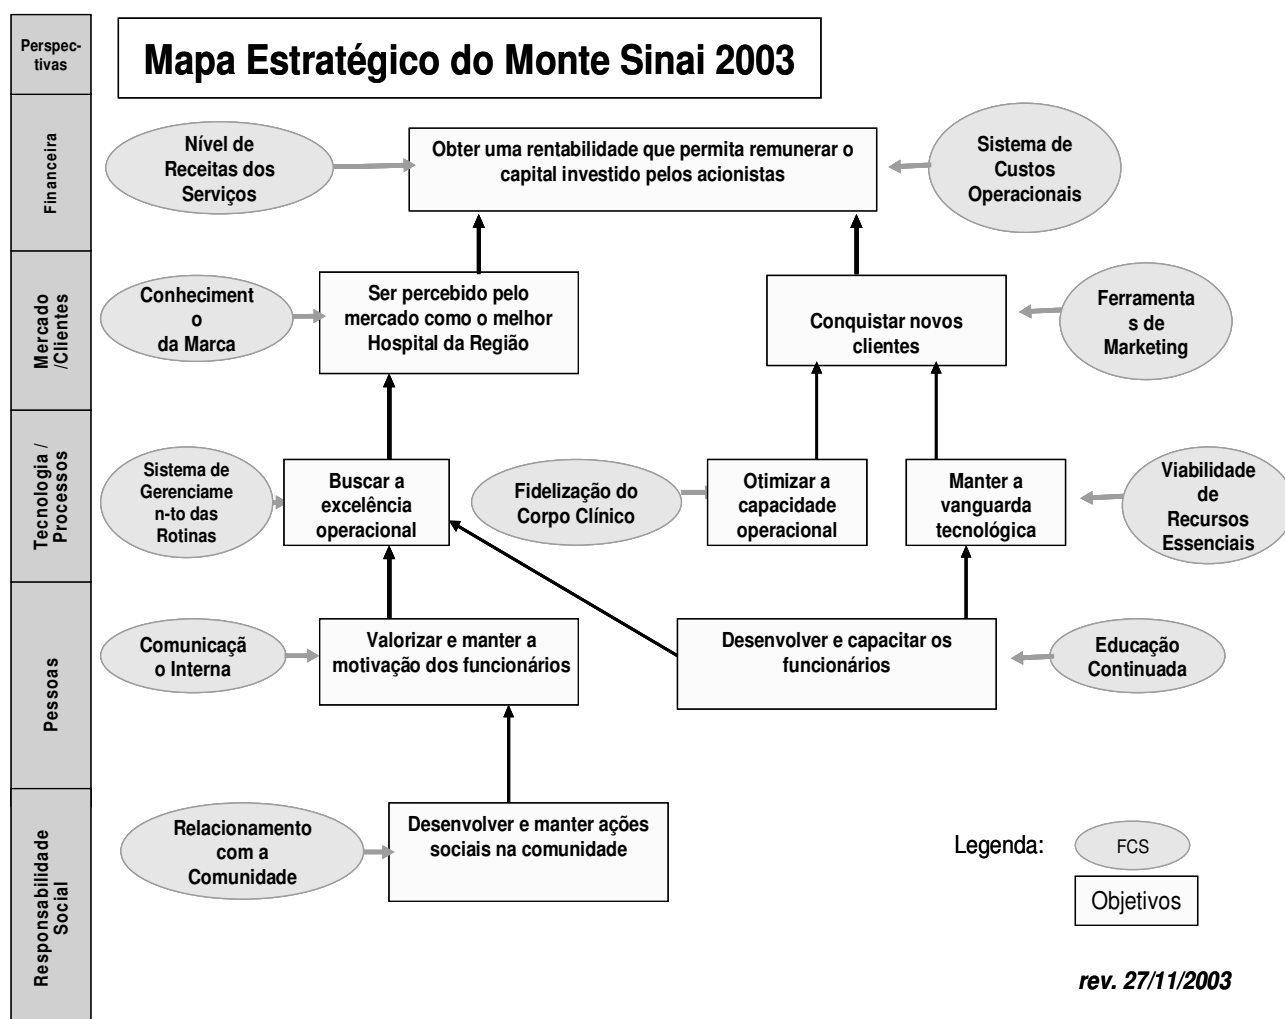 Perspec-
tivas
Mapa Estratégico do Monte Sinai 2003
Financeira
Nível de
Receitas dos
Serviços
Obter uma rentabilidade que permita remunerar o
capital investido pelos acionistas
Sistema de
Custos
Operacionais
Mercado
/Clientes
Conheciment
o
da Marca
Ser percebido pelo
mercado como o melhor
Hospital da Região
Conquistar novos
clientes
Ferramenta
s de
Marketing
Tecnologia /
Processos
Sistema de
Gerenciame
n-to das
Rotinas
Buscar a
excelência
operacional
Fidelização do
Corpo Clínico
Otimizar a
capacidade
operacional
Manter a
vanguarda
tecnológica
Viabilidade
de
Recursos
Essenciais
Pessoas
Comunicaçã
o Interna
Valorizar e manter a
motivação dos funcionários
Desenvolver e capacitar os
funcionários
Educação
Continuada
Responsabilidade
Social
Relacionamento
com a
Comunidade
Desenvolver e manter ações
sociais na comunidade
Legenda:
FCS
Objetivos
rev. 27/11/2003